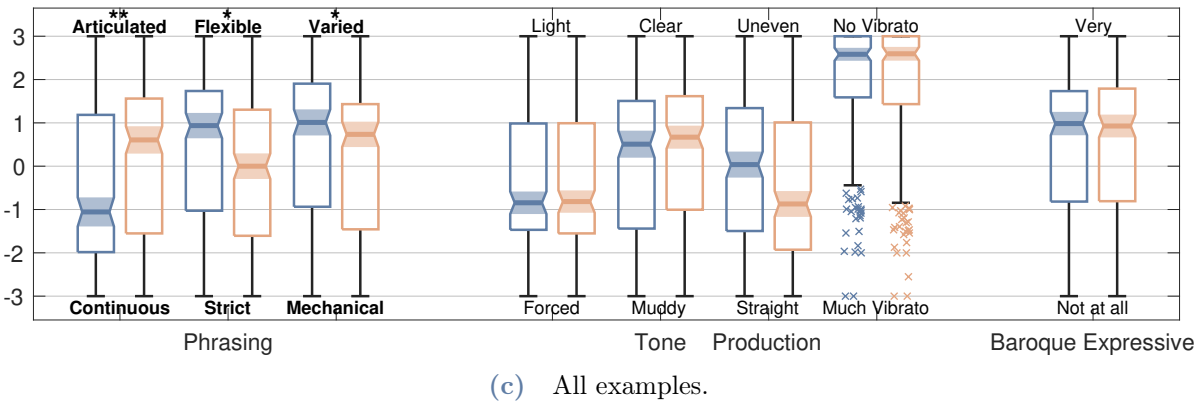 ** * *
Articulated Flexible Varied Light Clear Uneven No Vibrato Very
3
2
1
0
-1
-2
-3
Continuous Strict Mechanical Forced Muddy Straight Much Vibrato Not at all
Phrasing Tone Production Baroque Expressive
(c) All examples.